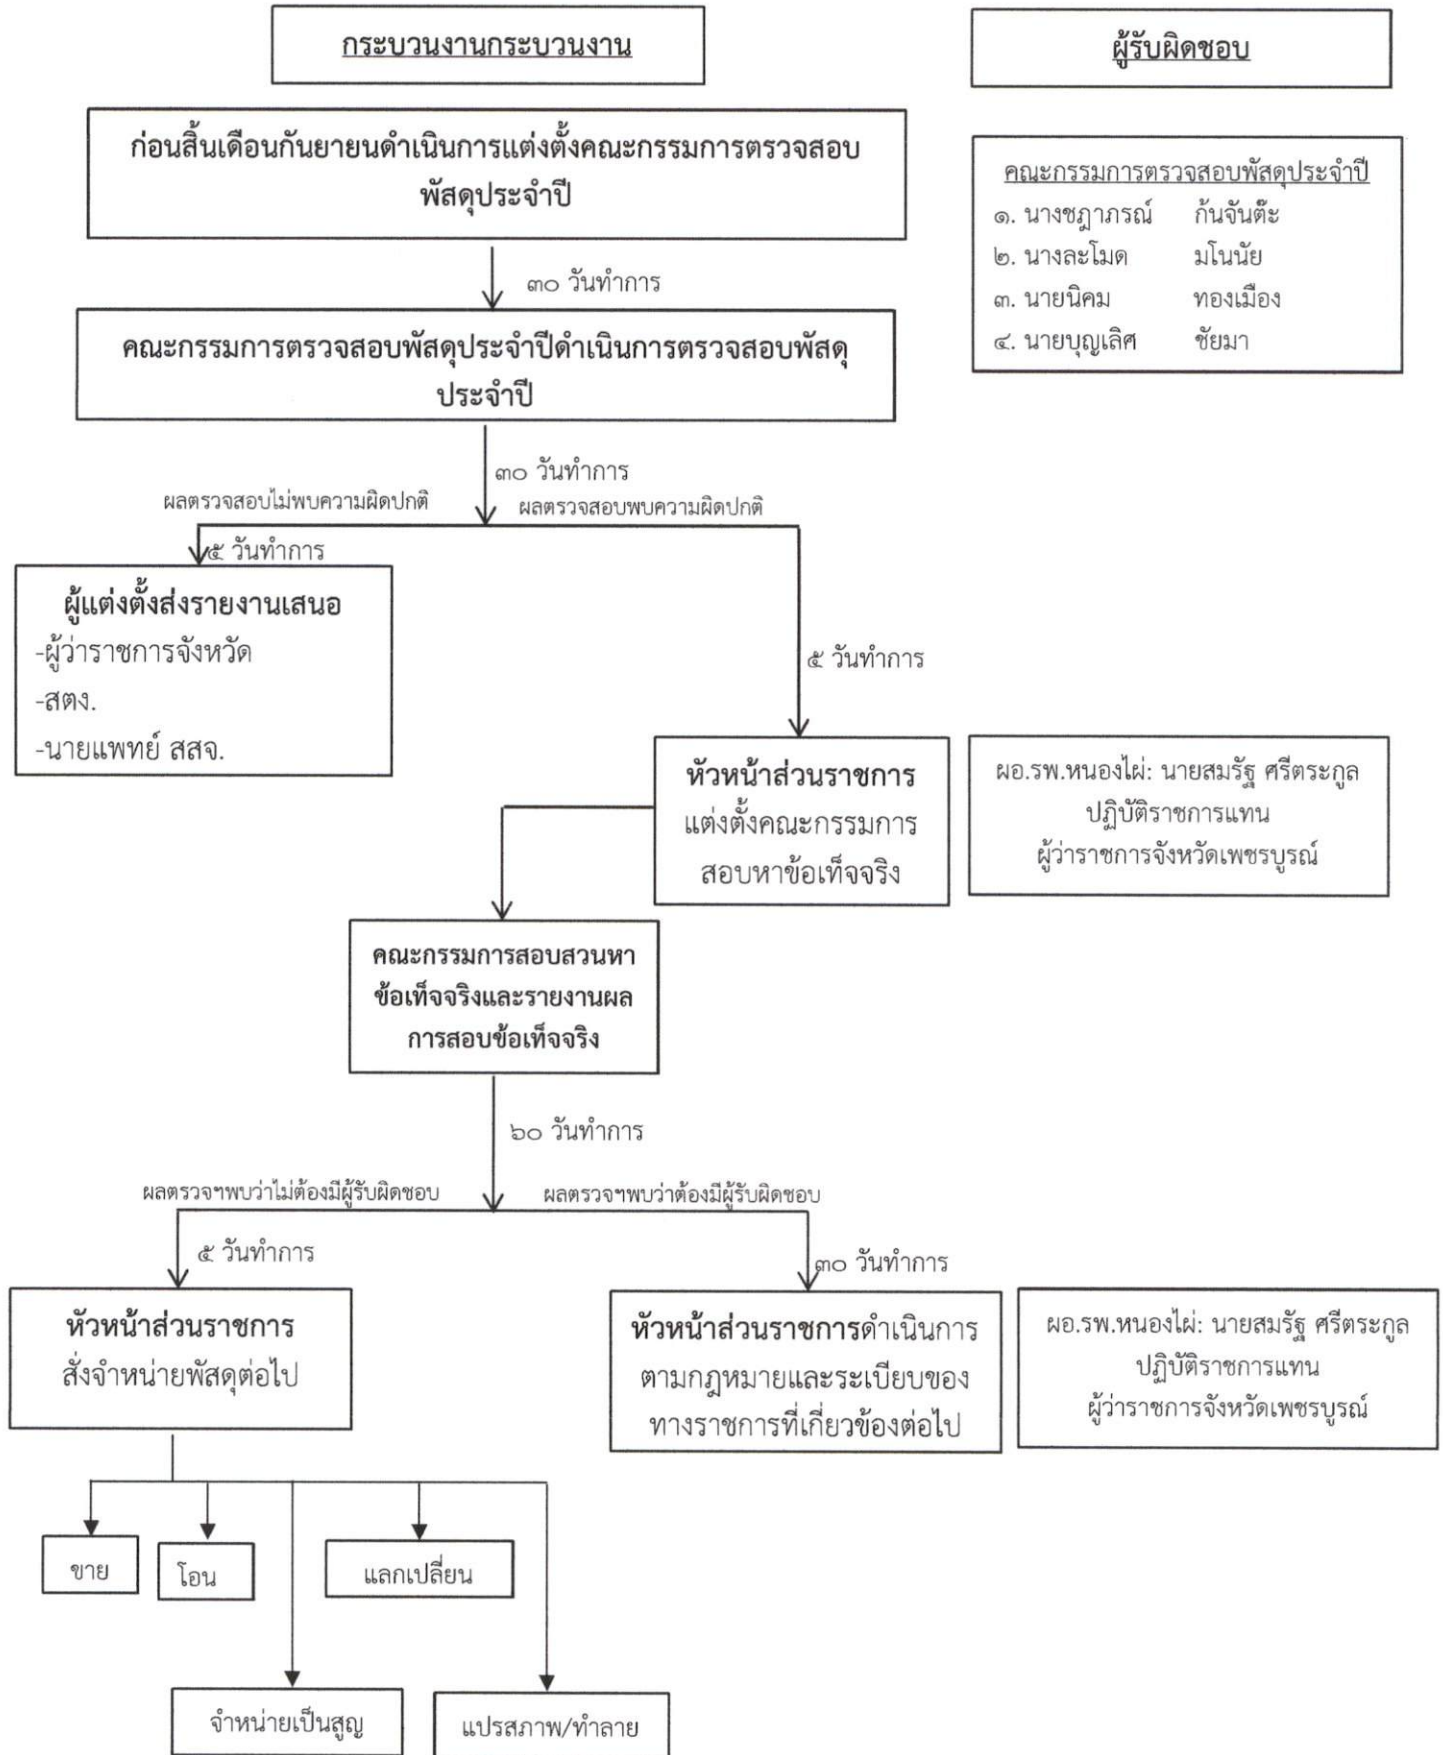 กระบวนงานกระบวนงาน
ผู้รับผิดชอบ
ก่อนสิ้นเดือนกันยายนดำเนินการแต่งตั้งคณะกรรมการตรวจสอบ
พัสดุประจำปี
คณะกรรมการตรวจสอบพัสดุประจำปี
๑. นางชฎาภรณ์ ก้นจันต๊ะ
๒. นางละโมด มโนนัย
๓. นายนิคม ทองเมือง
๔. นายบุญเลิศ ชัยมา
๓๐ วันทำการ
คณะกรรมการตรวจสอบพัสดุประจำปีดำเนินการตรวจสอบพัสดุ
ประจำปี
๓๐ วันทำการ
ผลตรวจสอบไม่พบความผิดปกติ
ผลตรวจสอบพบความผิดปกติ
๕ วันทำการ
ผู้แต่งตั้งส่งรายงานเสนอ
-ผู้ว่าราชการจังหวัด
-สตง.
-นายแพทย์ สสจ.
๕ วันทำการ
หัวหน้าส่วนราชการ
แต่งตั้งคณะกรรมการ
สอบหาข้อเท็จจริง
ผอ.รพ.หนองไผ่: นายสมรัฐ ศรีตระกูล
ปฏิบัติราชการแทน
ผู้ว่าราชการจังหวัดเพชรบูรณ์
คณะกรรมการสอบสวนหา
ข้อเท็จจริงและรายงานผล
การสอบข้อเท็จจริง
๖๐ วันทำการ
ผลตรวจฯพบว่าไม่ต้องมีผู้รับผิดชอบ
ผลตรวจฯพบว่าต้องมีผู้รับผิดชอบ
๕ วันทำการ
๓๐ วันทำการ
หัวหน้าส่วนราชการ
สั่งจำหน่ายพัสดุต่อไป
หัวหน้าส่วนราชการดำเนินการ
ตามกฎหมายและระเบียบของ
ทางราชการที่เกี่ยวข้องต่อไป
ผอ.รพ.หนองไผ่: นายสมรัฐ ศรีตระกูล
ปฏิบัติราชการแทน
ผู้ว่าราชการจังหวัดเพชรบูรณ์
ขาย
โอน
แลกเปลี่ยน
จำหน่ายเป็นสูญ
แปรสภาพ/ทำลาย